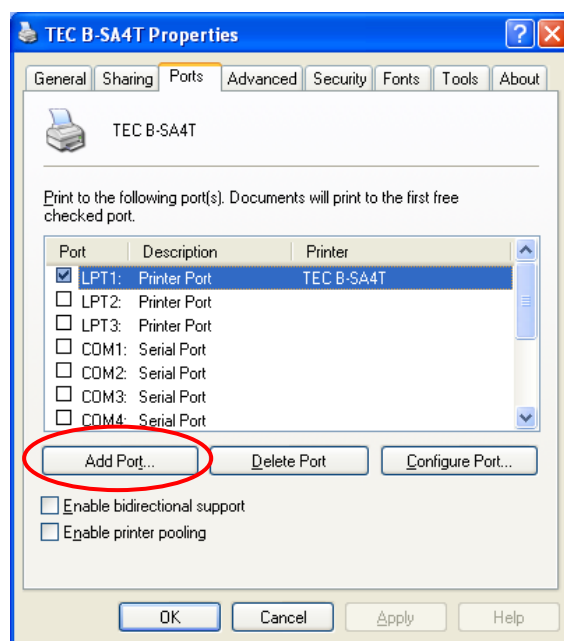 TEC B-SA4T Properties
General Sharing Ports Advanced Security Fonts Tools About
TEC B-SA4T
Print to the following port(s). Documents will print to the first free
checked port.
Port Description Printer
LPT1: Printer Port TEC B-SA4T
LPT2: Printer Port
LPT3: Printer Port
COM1: Serial Port
COM2: Serial Port
COM3: Serial Port
COM4: Serial Port
Add Port... Delete Port Configure Port...
Enable bidirectional support
Enable printer pooling
OK Cancel Apply Help